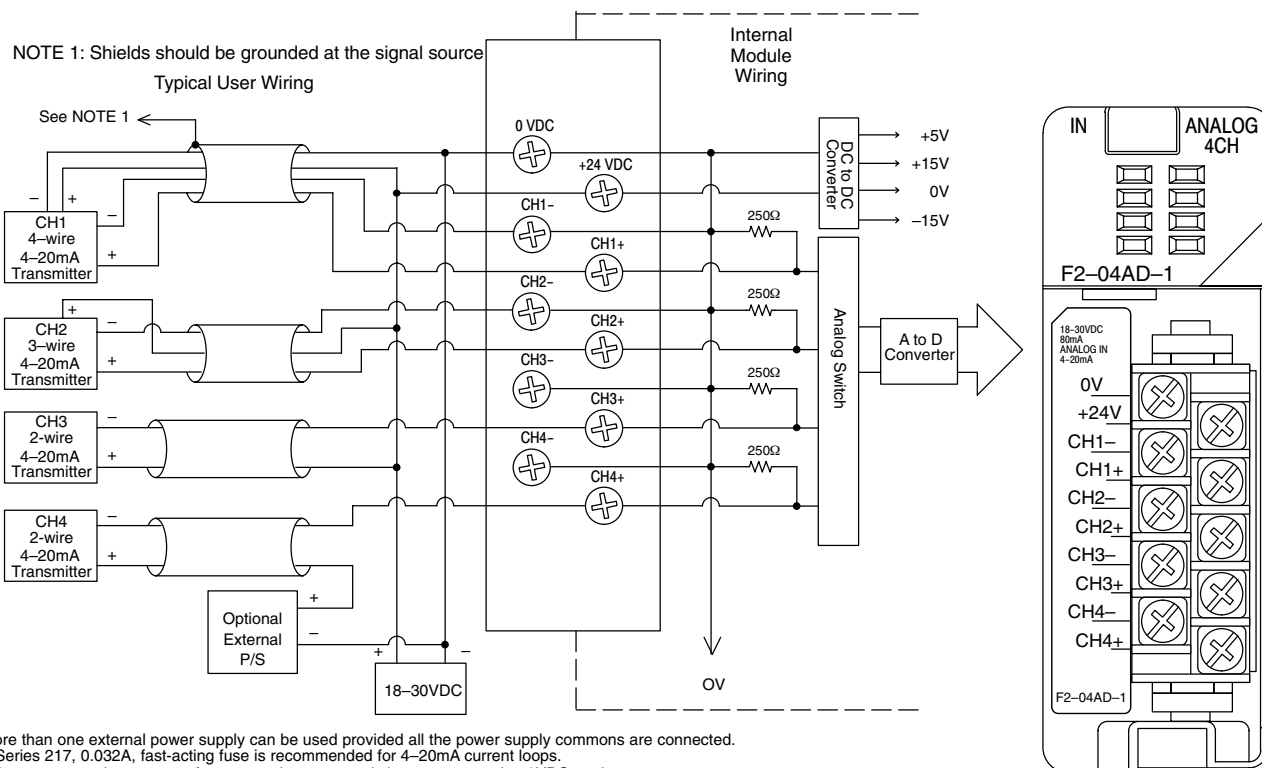 NOTE 1: Shields should be grounded at the signal source
Typical User Wiring
See NOTE 1
Internal
Module
Wiring
– +
CH1
4–wire
4–20mA
Transmitter
–
+
CH2
3–wire
4–20mA
Transmitter
+
–
+
CH3
2-wire
4–20mA
Transmitter
–
+
CH4
2-wire
4–20mA
Transmitter
–
+
Optional
External
P/S
+
–
+ –
18–30VDC
0 VDC
+24 VDC
CH1–
CH1+
CH2–
CH2+
CH3–
CH3+
CH4–
CH4+
250Ω
250Ω
250Ω
250Ω
OV
DC to DC
Converter
+5V
+15V
0V
–15V
Analog Switch
A to D
Converter
IN
ANALOG
4CH
F2–04AD–1
18–30VDC
80mA
ANALOG IN
4–20mA
0V
+24V
CH1–
CH1+
CH2–
CH2+
CH3–
CH3+
CH4–
CH4+
F2–04AD–1
more than one external power supply can be used provided all the power supply commons are connected.
Series 217, 0.032A, fast-acting fuse is recommended for 4–20mA current loops.